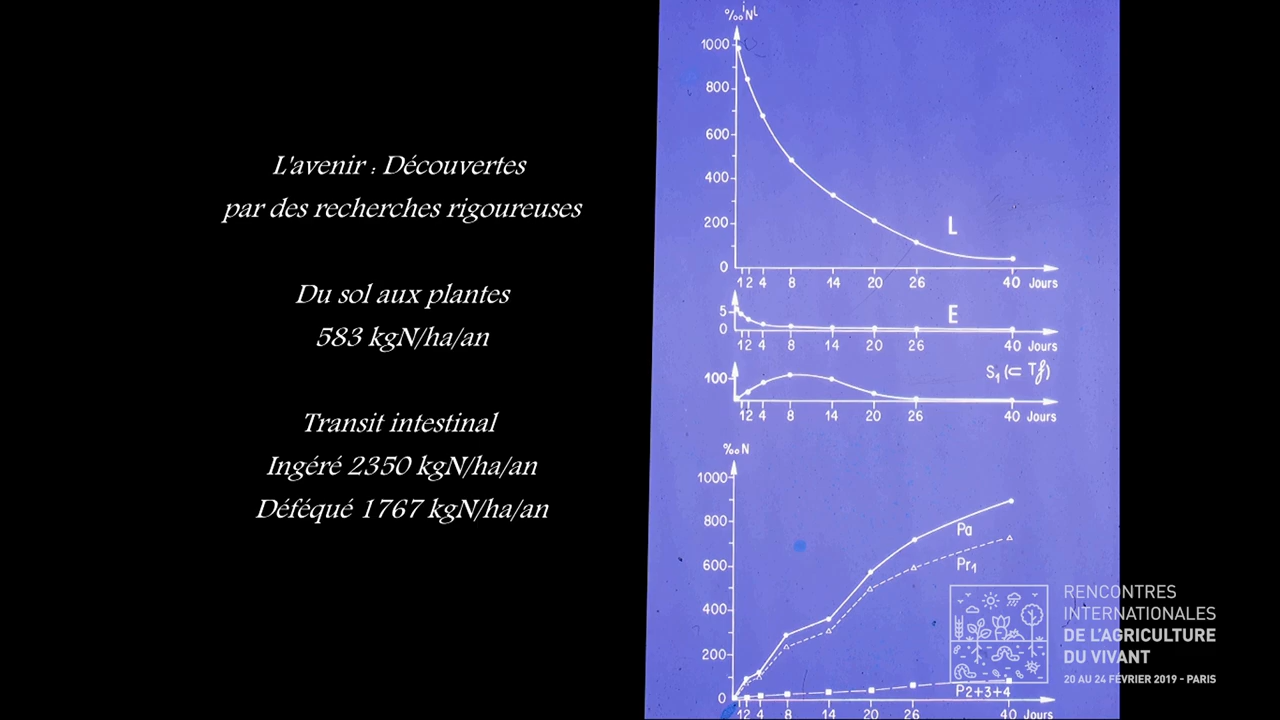 L'avenir : Découvertes
par des recherches rigoureuses
Du sol aux plantes
583 kgN/ha/an
Transit intestinal
Ingéré 2350 kgN/ha/an
Déféqué 1767 kgN/ha/an
‰ iNl
1000
800
600
400
200
0
L
1 2 4 8 14 20 26 40 Jours
5
0
E
1 2 4 8 14 20 26 40 Jours
100
S1 (⊂ Tf)
1 2 4 8 14 20 26 40 Jours
‰ N
1000
800
600
400
200
0
Pa
Pr1
P2+3+4
1 2 4 8 14 20 26 40 Jours
RENCONTRES
INTERNATIONALES
DE L'AGRICULTURE
DU VIVANT
20 AU 24 FÉVRIER 2019 - PARIS